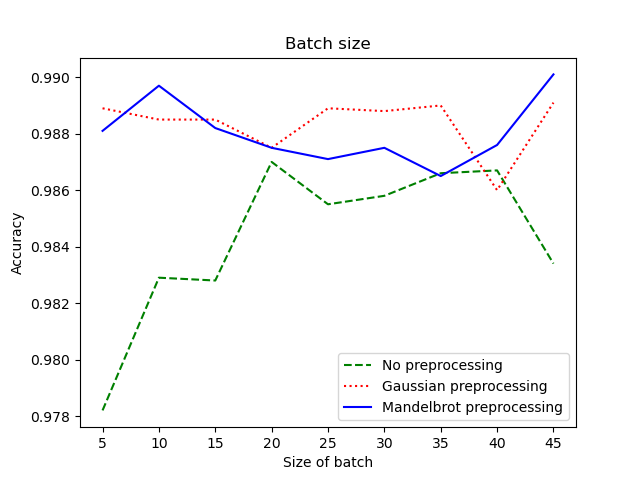 Batch size
0.990
0.988
0.986
0.984
0.982
0.980
0.978
Accuracy
No preprocessing
Gaussian preprocessing
Mandelbrot preprocessing
5 10 15 20 25 30 35 40 45
Size of batch